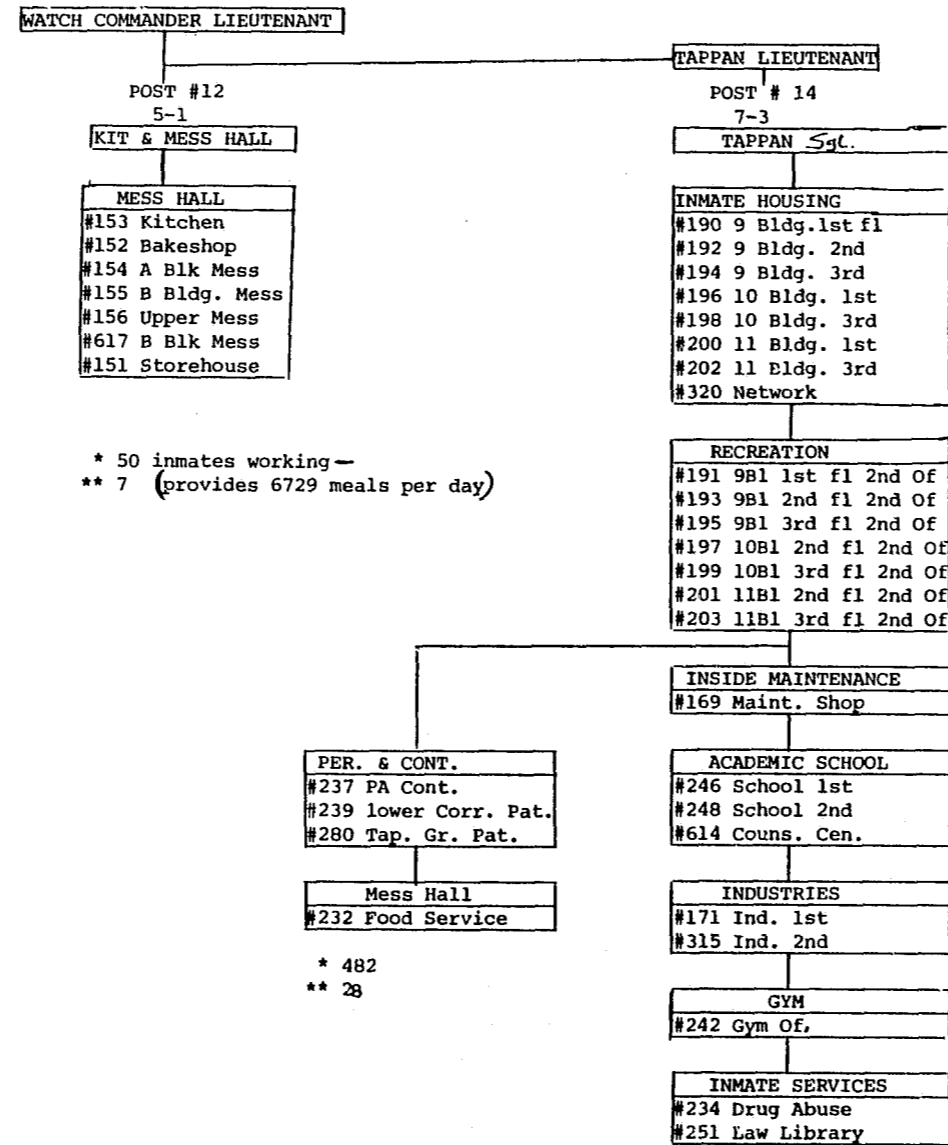 WATCH COMMANDER LIEUTENANT
TAPPAN LIEUTENANT
POST #12
5-1
KIT & MESS HALL
MESS HALL
#153 Kitchen
#152 Bakeshop
#154 A Blk Mess
#155 B Bldg. Mess
#156 Upper Mess
#617 B Blk Mess
#151 Storehouse
* 50 inmates working—
** 7 (provides 6729 meals per day)
POST # 14
7-3
TAPPAN Sgt.
INMATE HOUSING
#190 9 Bldg.1st fl
#192 9 Bldg. 2nd
#194 9 Bldg. 3rd
#196 10 Bldg. 1st
#198 10 Bldg. 3rd
#200 11 Bldg. 1st
#202 11 Bldg. 3rd
#320 Network
RECREATION
#191 9Bl 1st fl 2nd Of
#193 9Bl 2nd fl 2nd Of
#195 9Bl 3rd fl 2nd Of
#197 10Bl 2nd fl 2nd Of
#199 10Bl 3rd fl 2nd Of
#201 11Bl 2nd fl 2nd Of
#203 11Bl 3rd fl 2nd Of
PER. & CONT.
#237 PA Cont.
#239 lower Corr. Pat.
#280 Tap. Gr. Pat.
Mess Hall
#232 Food Service
* 482
** 28
INSIDE MAINTENANCE
#169 Maint. Shop
ACADEMIC SCHOOL
#246 School 1st
#248 School 2nd
#614 Couns. Cen.
INDUSTRIES
#171 Ind. 1st
#315 Ind. 2nd
GYM
#242 Gym Of.
INMATE SERVICES
#234 Drug Abuse
#251 Law Library